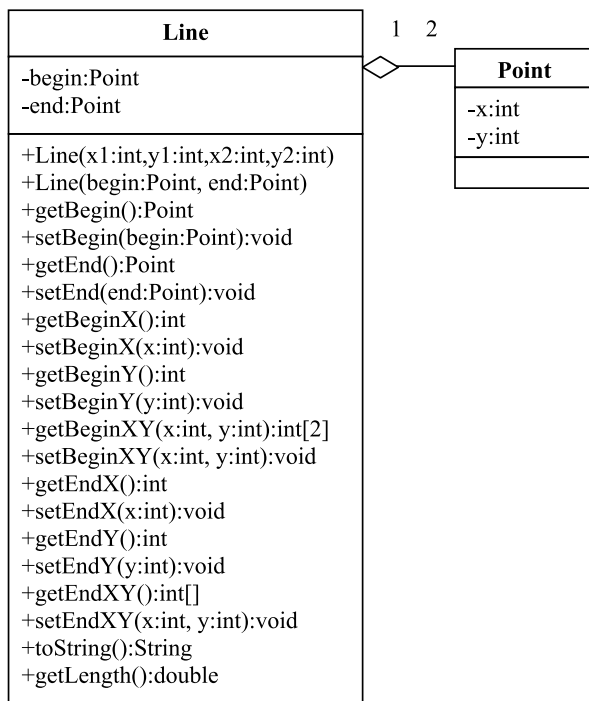 Line
-begin:Point
-end:Point
+Line(x1:int,y1:int,x2:int,y2:int)
+Line(begin:Point, end:Point)
+getBegin():Point
+setBegin(begin:Point):void
+getEnd():Point
+setEnd(end:Point):void
+getBeginX():int
+setBeginX(x:int):void
+getBeginY():int
+setBeginY(y:int):void
+getBeginXY(x:int, y:int):int[2]
+setBeginXY(x:int, y:int):void
+getEndX():int
+setEndX(x:int):void
+getEndY():int
+setEndY(y:int):void
+getEndXY():int[]
+setEndXY(x:int, y:int):void
+toString():String
+getLength():double
1 2
Point
-x:int
-y:int